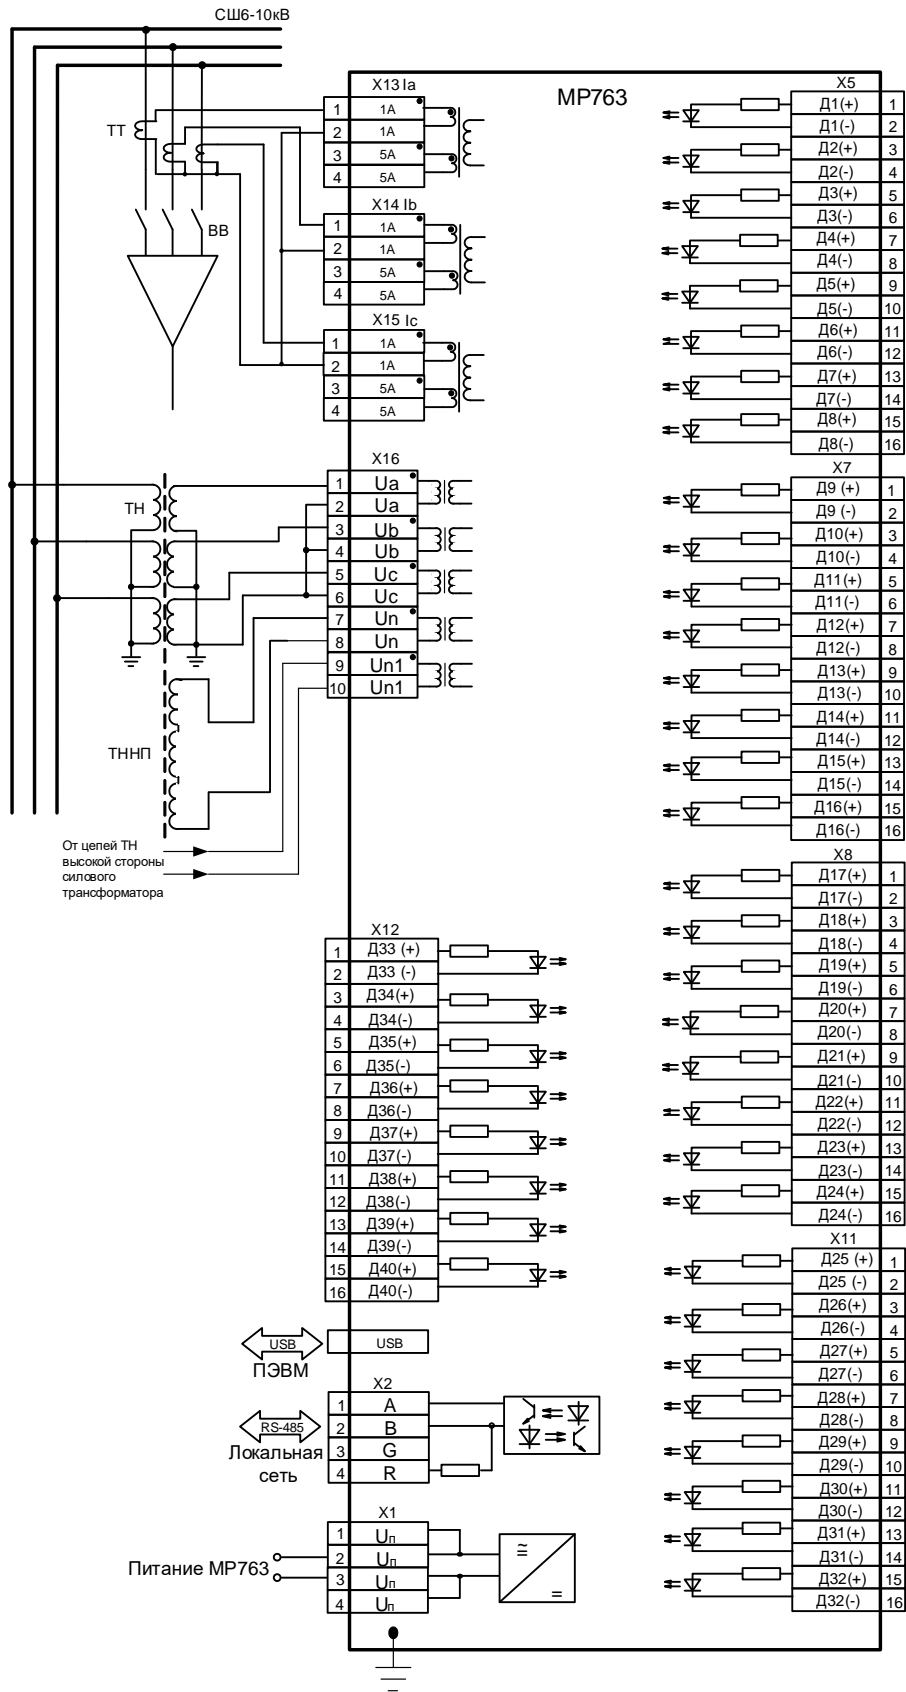 СШ6-10кВ
МР763
ТТ
ВВ
X13 Ia
1 1А
2 1А
3 5А
4 5А
X14 Ib
1 1А
2 1А
3 5А
4 5А
X15 Ic
1 1А
2 1А
3 5А
4 5А
ТН
X16
1 Ua
2 Ua
3 Ub
4 Ub
5 Uc
6 Uc
7 Un
8 Un
9 Un1
10 Un1
ТННП
От цепей ТН
высокой стороны
силового
трансформатора
X12
1 Д33 (+)
2 Д33 (-)
3 Д34(+)
4 Д34(-)
5 Д35(+)
6 Д35(-)
7 Д36(+)
8 Д36(-)
9 Д37(+)
10 Д37(-)
11 Д38(+)
12 Д38(-)
13 Д39(+)
14 Д39(-)
15 Д40(+)
16 Д40(-)
USB
ПЭВМ
USB
RS-485
Локальная
сеть
X2
1 A
2 B
3 G
4 R
Питание МР763
X1
1 Uп
2 Uп
3 Uп
4 Uп
≅
=
X5
Д1(+) 1
Д1(-) 2
Д2(+) 3
Д2(-) 4
Д3(+) 5
Д3(-) 6
Д4(+) 7
Д4(-) 8
Д5(+) 9
Д5(-) 10
Д6(+) 11
Д6(-) 12
Д7(+) 13
Д7(-) 14
Д8(+) 15
Д8(-) 16
X7
Д9 (+) 1
Д9 (-) 2
Д10(+) 3
Д10(-) 4
Д11(+) 5
Д11(-) 6
Д12(+) 7
Д12(-) 8
Д13(+) 9
Д13(-) 10
Д14(+) 11
Д14(-) 12
Д15(+) 13
Д15(-) 14
Д16(+) 15
Д16(-) 16
X8
Д17(+) 1
Д17(-) 2
Д18(+) 3
Д18(-) 4
Д19(+) 5
Д19(-) 6
Д20(+) 7
Д20(-) 8
Д21(+) 9
Д21(-) 10
Д22(+) 11
Д22(-) 12
Д23(+) 13
Д23(-) 14
Д24(+) 15
Д24(-) 16
X11
Д25 (+) 1
Д25 (-) 2
Д26(+) 3
Д26(-) 4
Д27(+) 5
Д27(-) 6
Д28(+) 7
Д28(-) 8
Д29(+) 9
Д29(-) 10
Д30(+) 11
Д30(-) 12
Д31(+) 13
Д31(-) 14
Д32(+) 15
Д32(-) 16